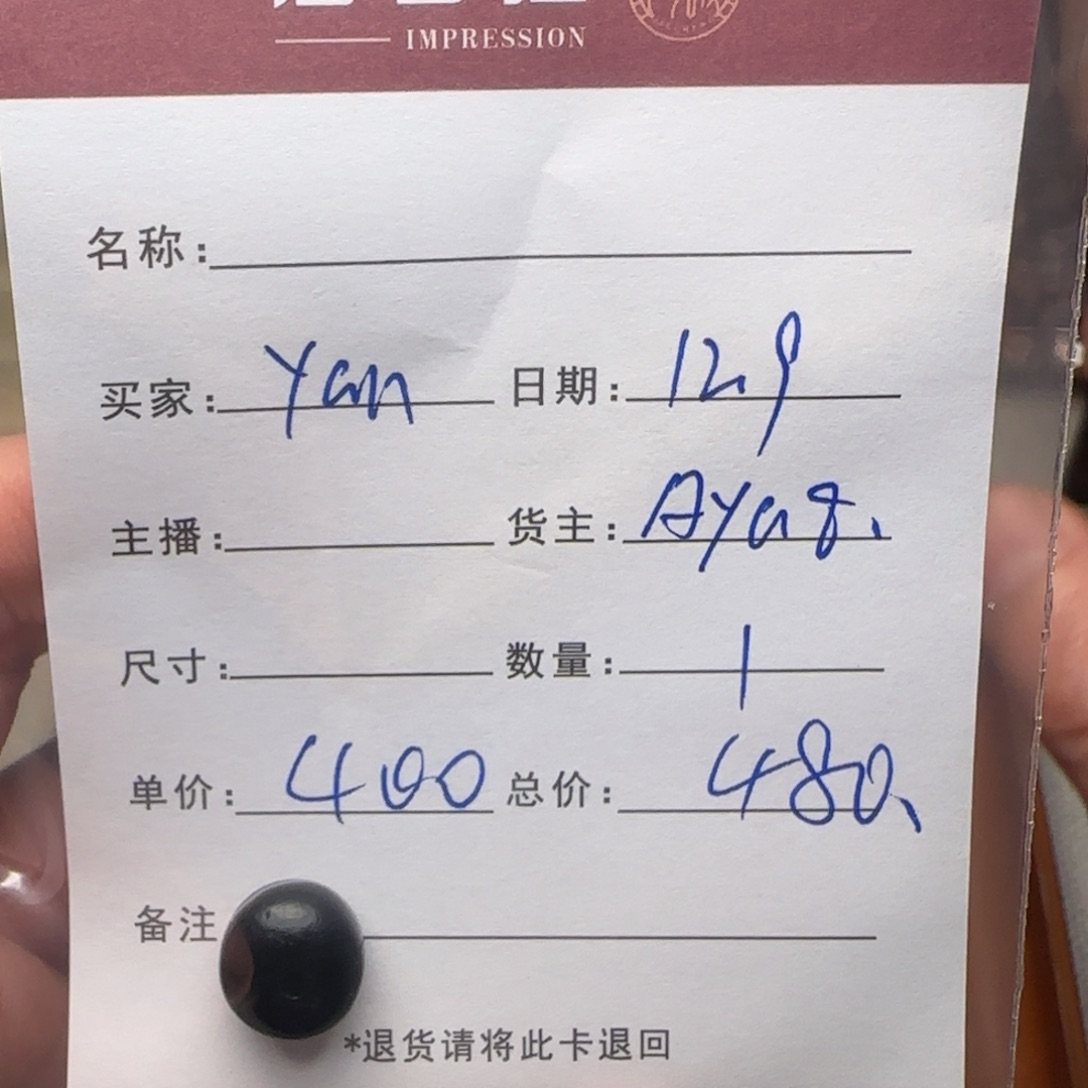 IMPRESSION
名称：
买家：Yan 日期：12.9
主播： 货主：Aya8.
尺寸： 数量：1
单价：400 总价：480、
备注
*退货请将此卡退回